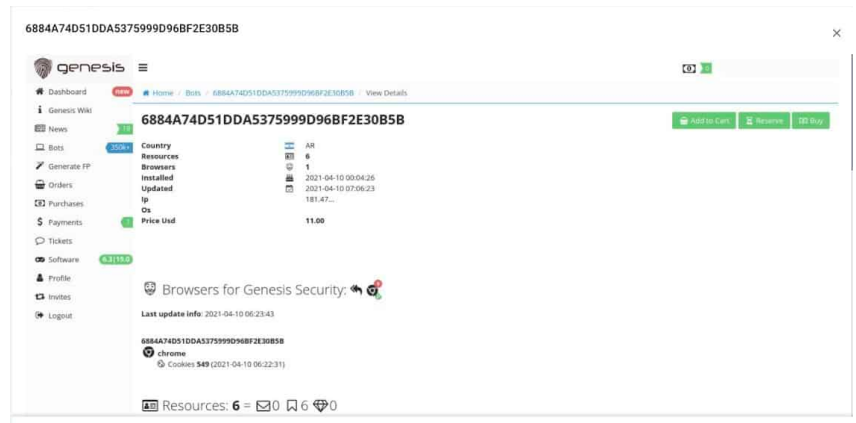 6884A74D51DDA5375999D96BF2E30B5B
×
genesis
Dashboard new
Home / Bots / 6884A74D51DDA5375999D96BF2E30B5B / View Details
Genesis Wiki
News 18
6884A74D51DDA5375999D96BF2E30B5B
Add to Cart Reserve Buy
Bots 350k+
Generate FP
Orders
Purchases
Payments
Tickets
Software
Profile
Invites
Logout
Country AR
Resources 6
Browsers 1
Installed 2021-04-10 00:04:26
Updated 2021-04-10 07:06:23
Ip 181.47...
Os
Price Usd 11.00
Browsers for Genesis Security:
Last update info: 2021-04-10 06:23:43
6884A74D51DDA5375999D96BF2E30B5B
chrome
Cookies 549 (2021-04-10 06:22:31)
Resources: 6 = 0 6 0